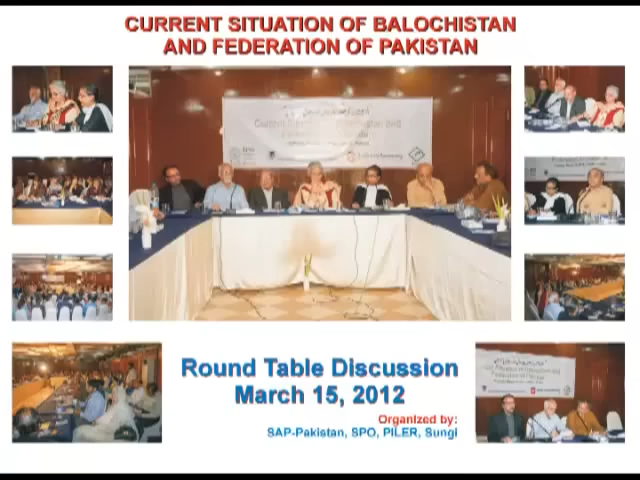 CURRENT SITUATION OF BALOCHISTAN
AND FEDERATION OF PAKISTAN
Round Table Discussion
March 15, 2012
Organized by:
SAP-Pakistan, SPO, PILER, Sungi